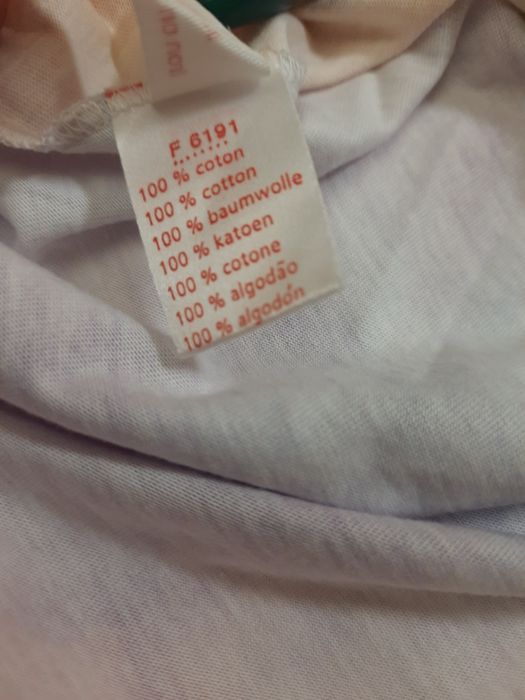 F 6191
100 % coton
100 % cotton
100 % baumwolle
100 % katoen
100 % cotone
100 % algodão
100 % algodón